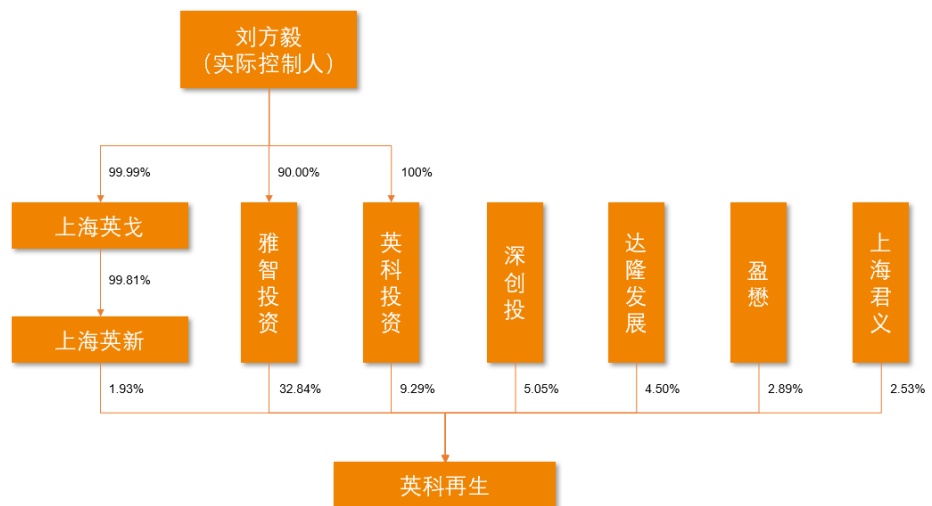 刘方毅
（实际控制人）
99.99%
90.00%
100%
上海英戈
雅智投资
英科投资
深创投
达隆发展
盈懋
上海君义
99.81%
上海英新
1.93%
32.84%
9.29%
5.05%
4.50%
2.89%
2.53%
英科再生